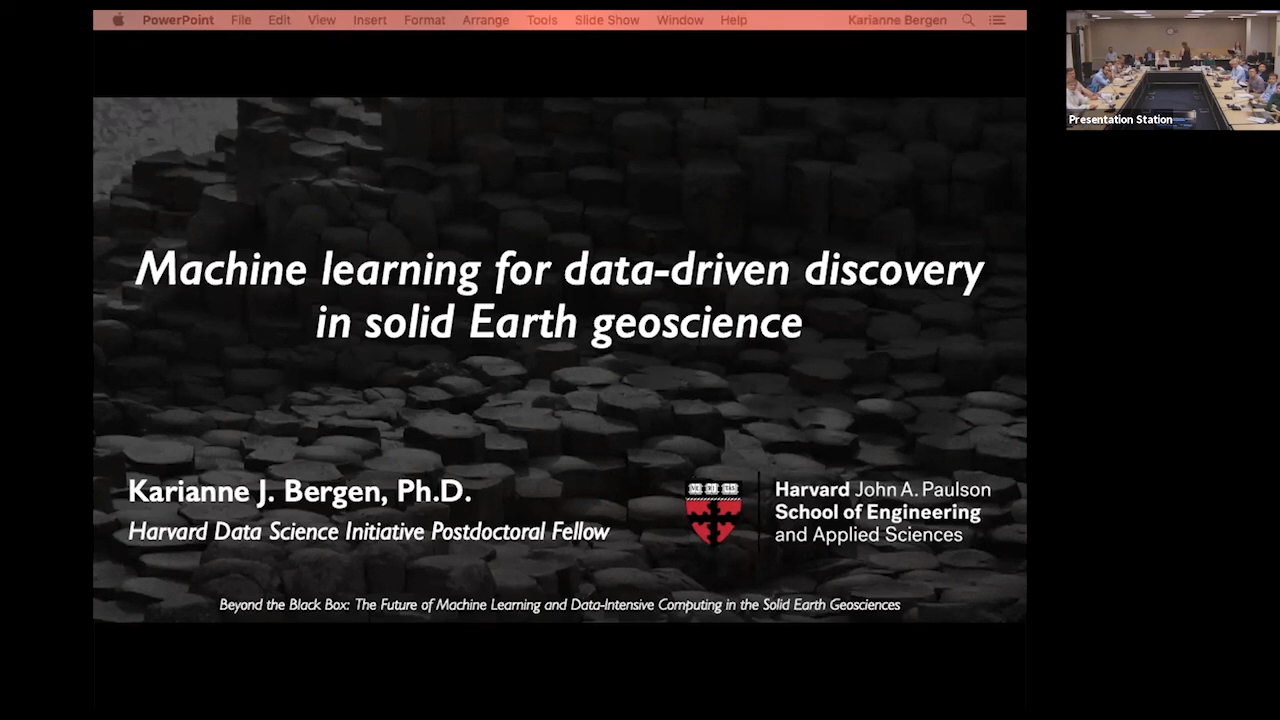 PowerPoint File Edit View Insert Format Arrange Tools Slide Show Window Help Karianne Bergen
Presentation Station
Machine learning for data-driven discovery
in solid Earth geoscience
Karianne J. Bergen, Ph.D.
Harvard Data Science Initiative Postdoctoral Fellow
VE RI TAS
Harvard John A. Paulson
School of Engineering
and Applied Sciences
Beyond the Black Box: The Future of Machine Learning and Data-Intensive Computing in the Solid Earth Geosciences